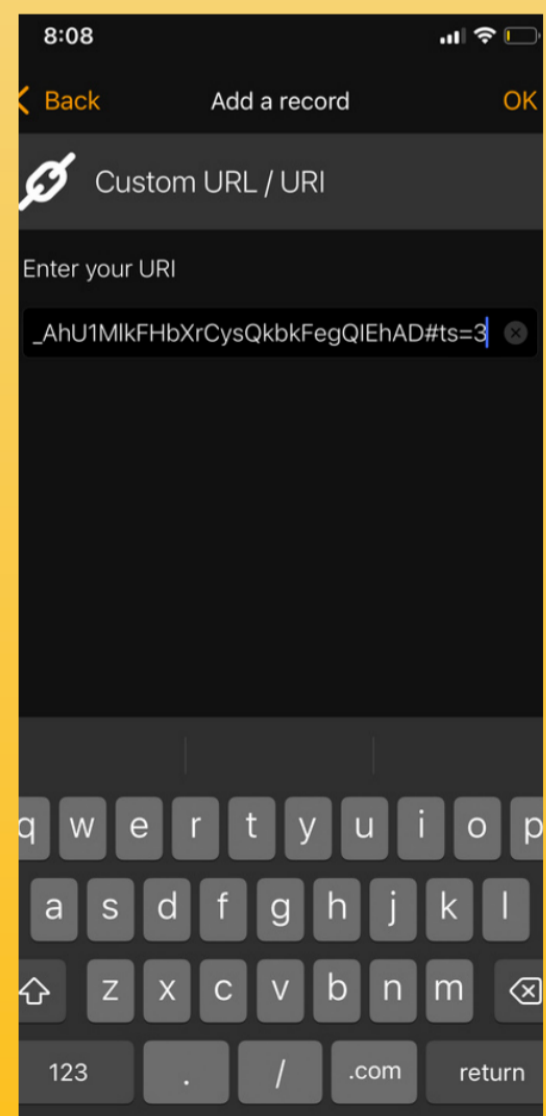 8:08
Back Add a record OK
Custom URL / URI
Enter your URI
_AhU1MlkFHbXrCysQkbkFegQIEhAD#ts=3
q w e r t y u i o p
a s d f g h j k l
z x c v b n m
123 . / .com return